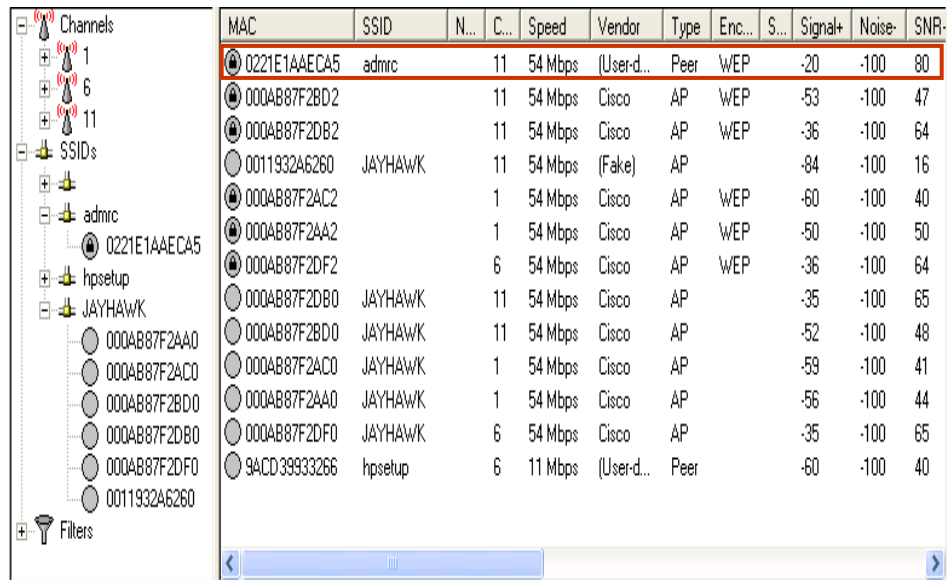 Channels
1
6
11
SSIDs
admrc
0221E1AAECA5
hpsetup
JAYHAWK
000AB87F2AA0
000AB87F2AC0
000AB87F2BD0
000AB87F2DB0
000AB87F2DF0
0011932A6260
Filters
MAC SSID N... C... Speed Vendor Type Enc... S... Signal+ Noise- SNR-
0221E1AAECA5 admrc 11 54 Mbps (User-d... Peer WEP -20 -100 80
000AB87F2BD2 11 54 Mbps Cisco AP WEP -53 -100 47
000AB87F2DB2 11 54 Mbps Cisco AP WEP -36 -100 64
0011932A6260 JAYHAWK 11 54 Mbps (Fake) AP -84 -100 16
000AB87F2AC2 1 54 Mbps Cisco AP WEP -60 -100 40
000AB87F2AA2 1 54 Mbps Cisco AP WEP -50 -100 50
000AB87F2DF2 6 54 Mbps Cisco AP WEP -36 -100 64
000AB87F2DB0 JAYHAWK 11 54 Mbps Cisco AP -35 -100 65
000AB87F2BD0 JAYHAWK 11 54 Mbps Cisco AP -52 -100 48
000AB87F2AC0 JAYHAWK 1 54 Mbps Cisco AP -59 -100 41
000AB87F2AA0 JAYHAWK 1 54 Mbps Cisco AP -56 -100 44
000AB87F2DF0 JAYHAWK 6 54 Mbps Cisco AP -35 -100 65
9ACD39933266 hpsetup 6 11 Mbps (User-d... Peer -60 -100 40